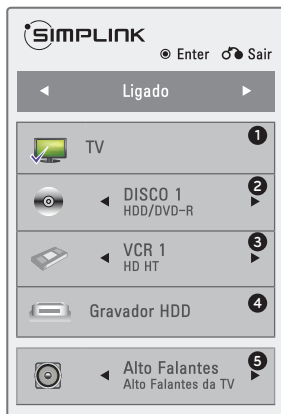 SIMPLINK
Enter Sair
Ligado
TV 1
DISCO 1 2
HDD/DVD-R
VCR 1 3
HD HT
Gravador HDD 4
Alto Falantes 5
Alto Falantes da TV